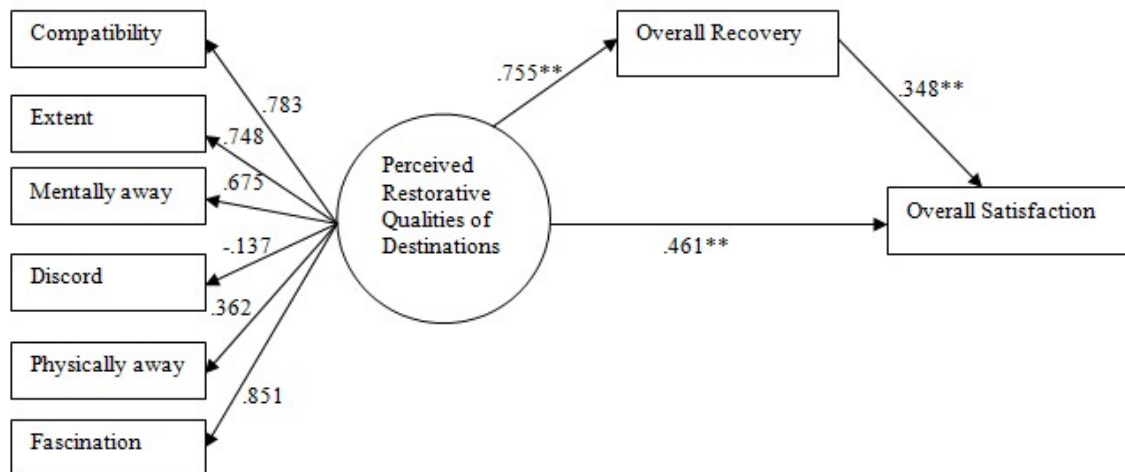 Compatibility
Extent
Mentally away
Discord
Physically away
Fascination
.783
.748
.675
-.137
.362
.851
Perceived
Restorative
Qualities of
Destinations
.755**
Overall Recovery
.348**
.461**
Overall Satisfaction